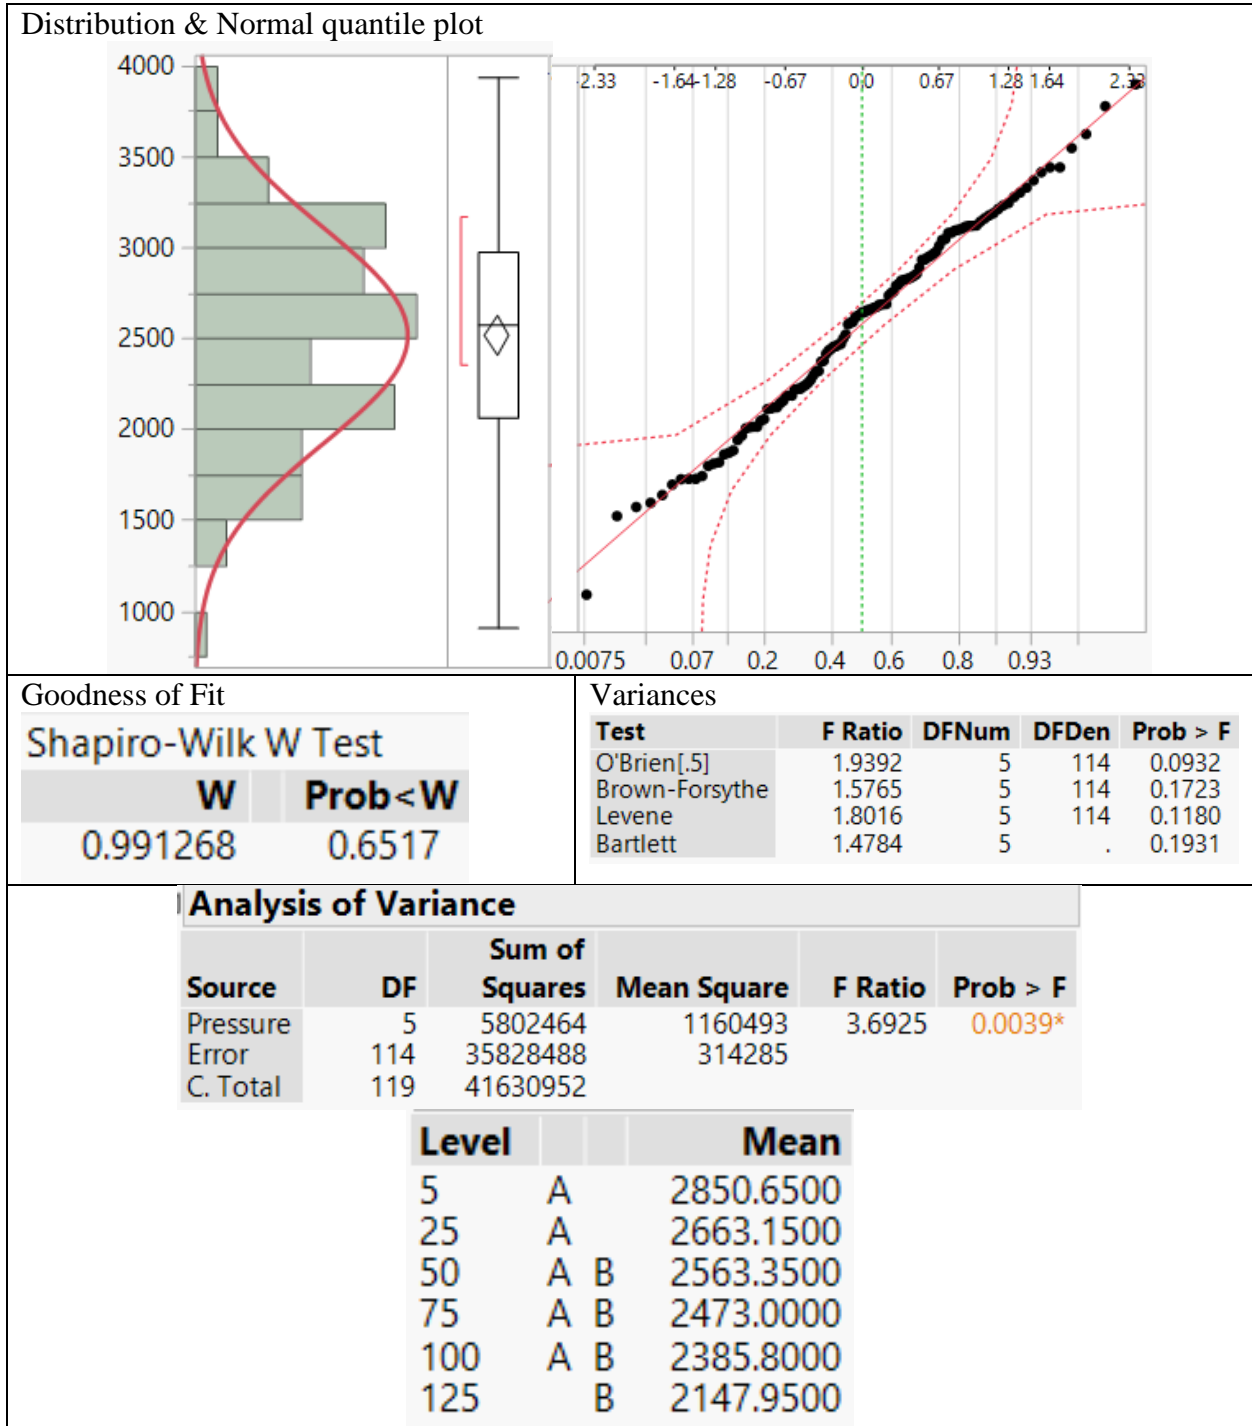 Distribution & Normal quantile plot
4000
3500
3000
2500
2000
1500
1000
-2.33 -1.64 -1.28 -0.67 0.0 0.67 1.28 1.64 2.33
0.0075 0.07 0.2 0.4 0.6 0.8 0.93
Goodness of Fit
Shapiro-Wilk W Test
W Prob<W
0.991268 0.6517
Variances
Test F Ratio DFNum DFDen Prob > F
O'Brien[.5] 1.9392 5 114 0.0932
Brown-Forsythe 1.5765 5 114 0.1723
Levene 1.8016 5 114 0.1180
Bartlett 1.4784 5 . 0.1931
Analysis of Variance
Sum of
Source DF Squares Mean Square F Ratio Prob > F
Pressure 5 5802464 1160493 3.6925 0.0039*
Error 114 35828488 314285
C. Total 119 41630952
Level Mean
5 A 2850.6500
25 A 2663.1500
50 A B 2563.3500
75 A B 2473.0000
100 A B 2385.8000
125 B 2147.9500